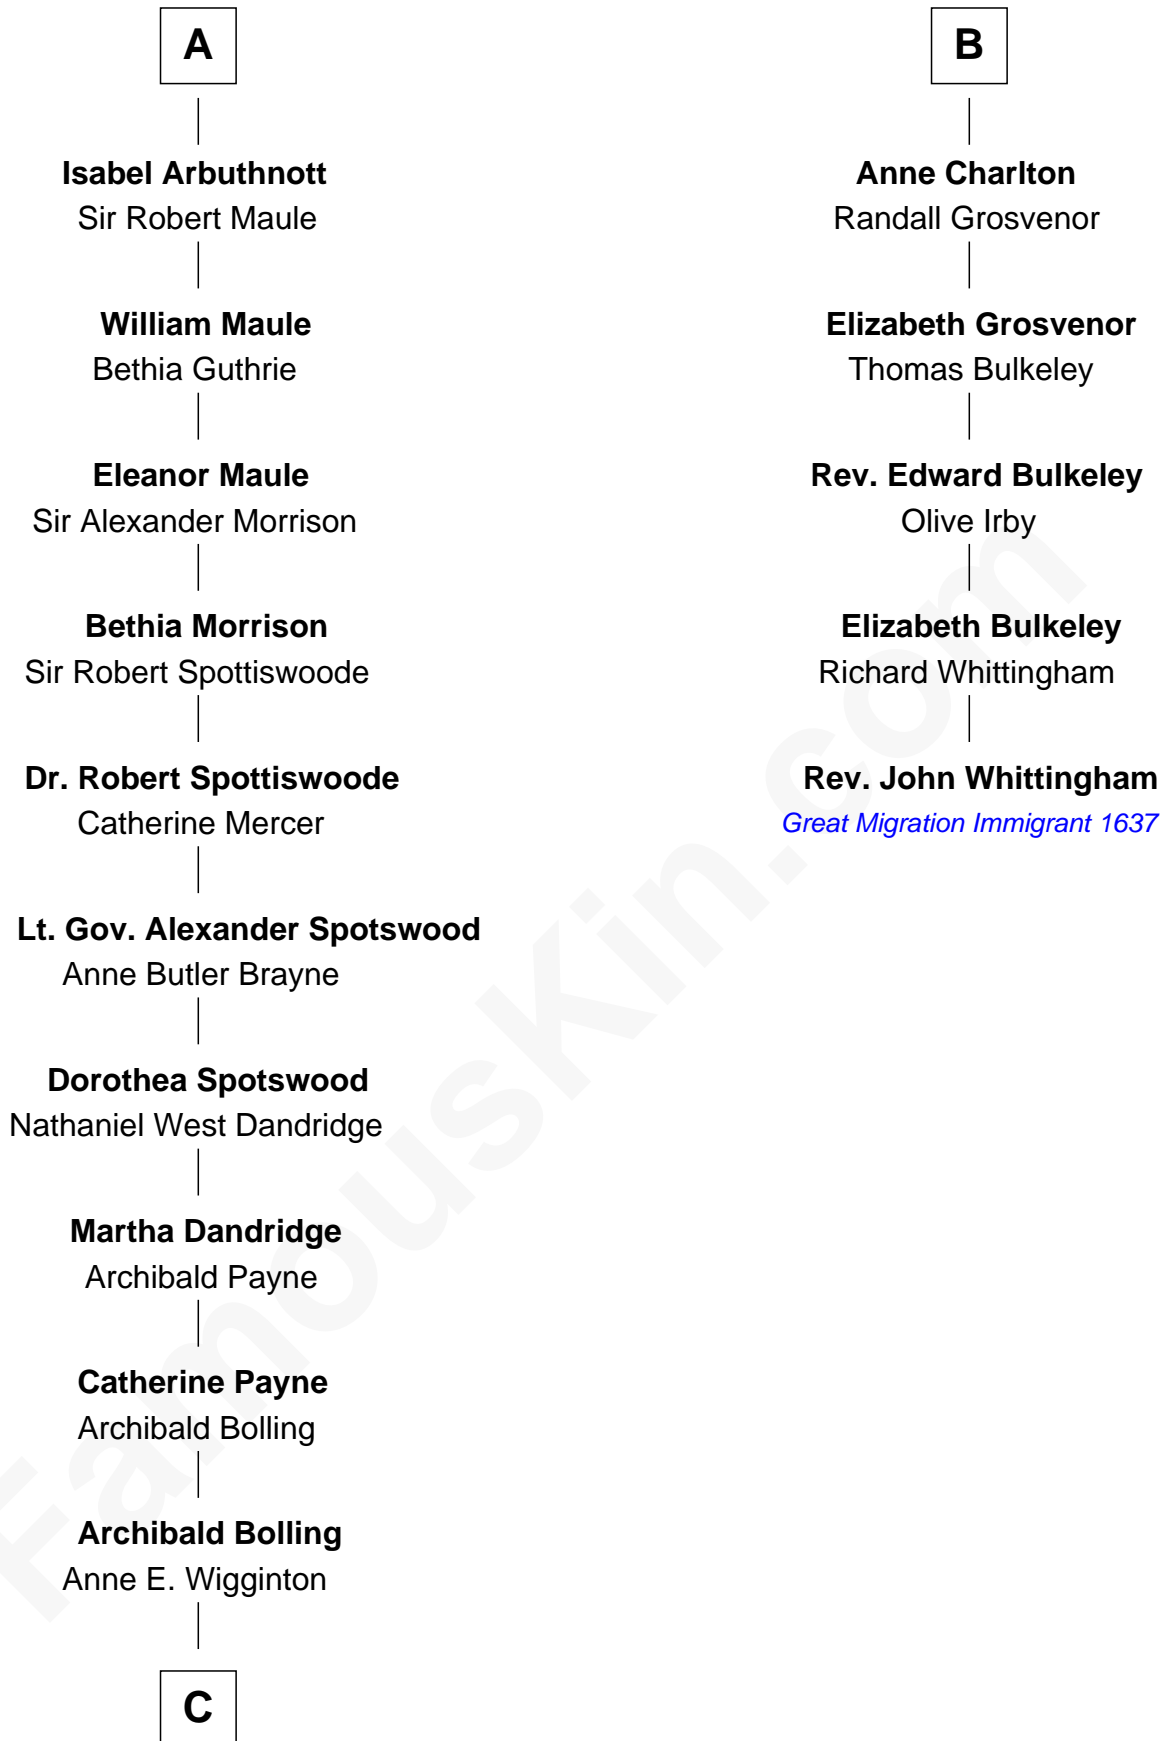 A
Isabel Arbuthnott
Sir Robert Maule
William Maule
Bethia Guthrie
Eleanor Maule
Sir Alexander Morrison
Bethia Morrison
Sir Robert Spottiswoode
Dr. Robert Spottiswoode
Catherine Mercer
Lt. Gov. Alexander Spotswood
Anne Butler Brayne
Dorothea Spotswood
Nathaniel West Dandridge
Martha Dandridge
Archibald Payne
Catherine Payne
Archibald Bolling
Archibald Bolling
Anne E. Wigginton
C
B
Anne Charlton
Randall Grosvenor
Elizabeth Grosvenor
Thomas Bulkeley
Rev. Edward Bulkeley
Olive Irby
Elizabeth Bulkeley
Richard Whittingham
Rev. John Whittingham
Great Migration Immigrant 1637
FamousKin.com